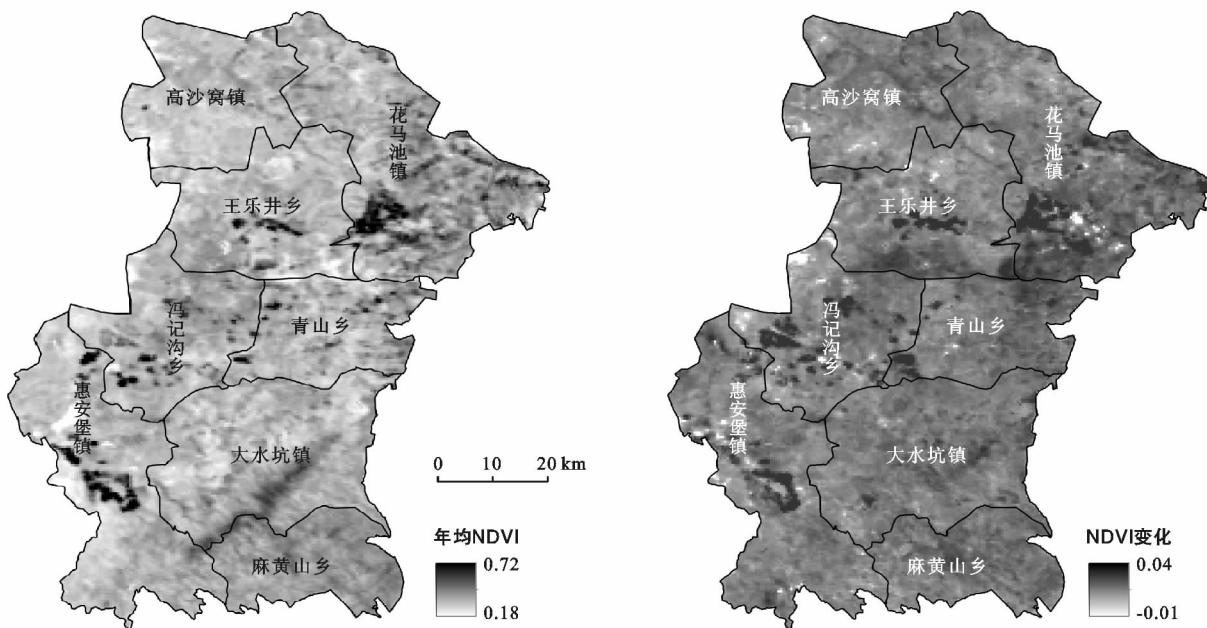 高沙窝镇
花马池镇
王乐井乡
冯记沟乡
青山乡
惠安堡镇
大水坑镇
麻黄山乡
0 10 20 km
年均NDVI
0.72
0.18
高沙窝镇
花马池镇
王乐井乡
冯记沟乡
青山乡
惠安堡镇
大水坑镇
麻黄山乡
NDVI变化
0.04
-0.01